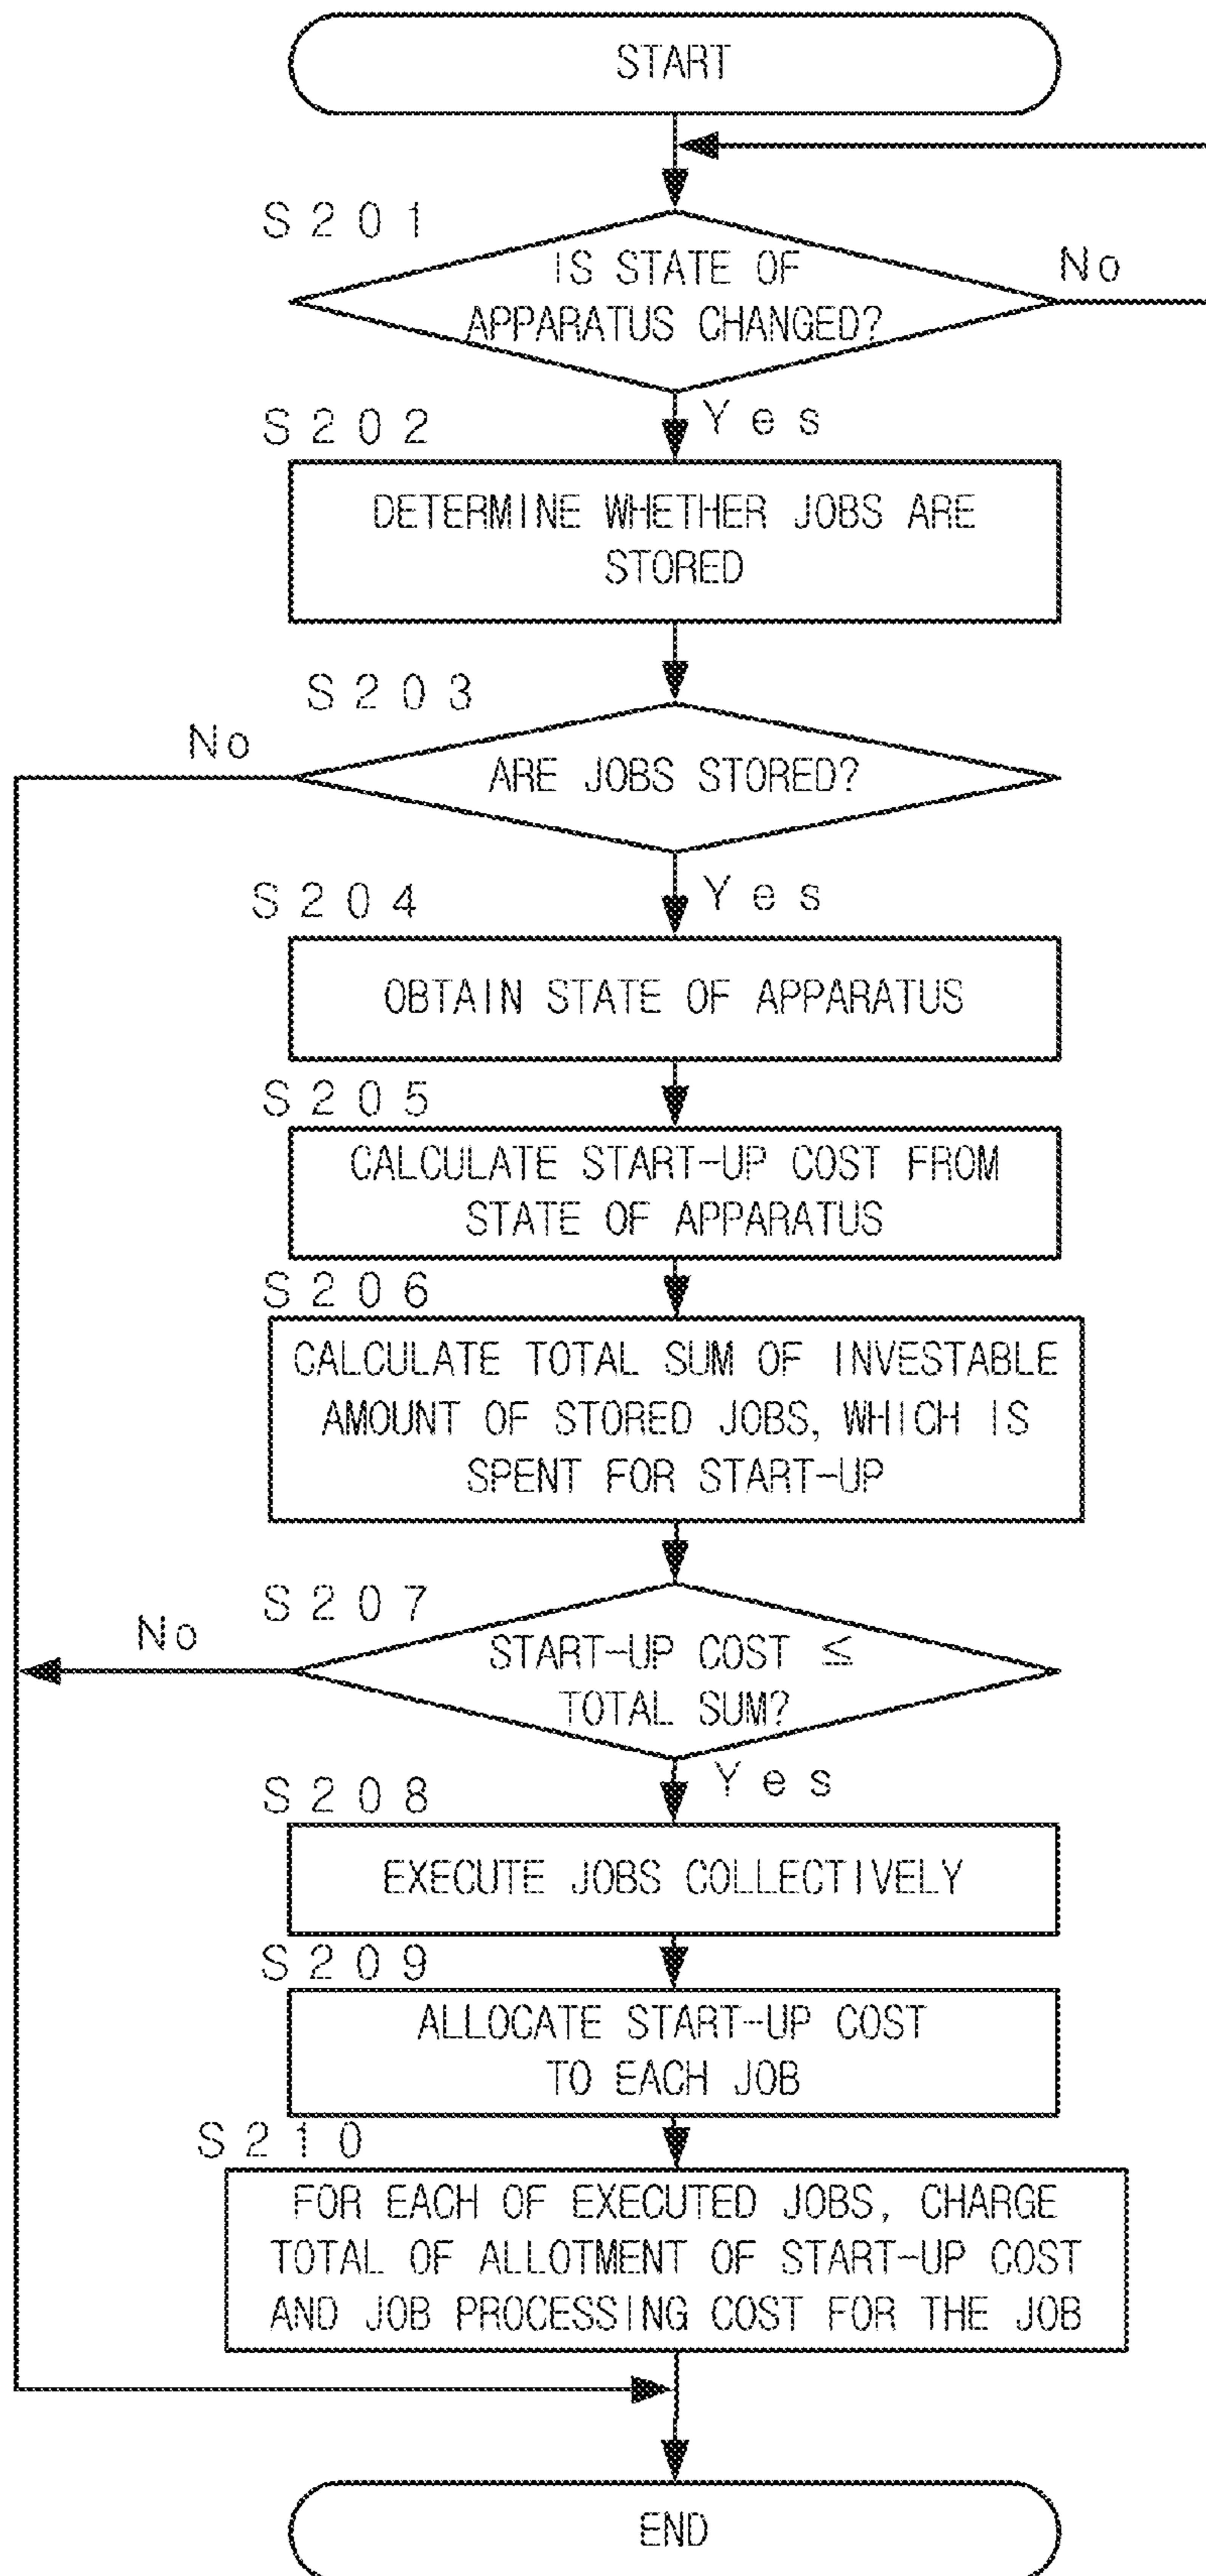 START
S201
IS STATE OF
APPARATUS CHANGED?
No
Yes
S202
DETERMINE WHETHER JOBS ARE
STORED
S203
No
ARE JOBS STORED?
Yes
S204
OBTAIN STATE OF APPARATUS
S205
CALCULATE START-UP COST FROM
STATE OF APPARATUS
S206
CALCULATE TOTAL SUM OF INVESTABLE
AMOUNT OF STORED JOBS, WHICH IS
SPENT FOR START-UP
S207
No
START-UP COST ≤
TOTAL SUM?
Yes
S208
EXECUTE JOBS COLLECTIVELY
S209
ALLOCATE START-UP COST
TO EACH JOB
S210
FOR EACH OF EXECUTED JOBS, CHARGE
TOTAL OF ALLOTMENT OF START-UP COST
AND JOB PROCESSING COST FOR THE JOB
END